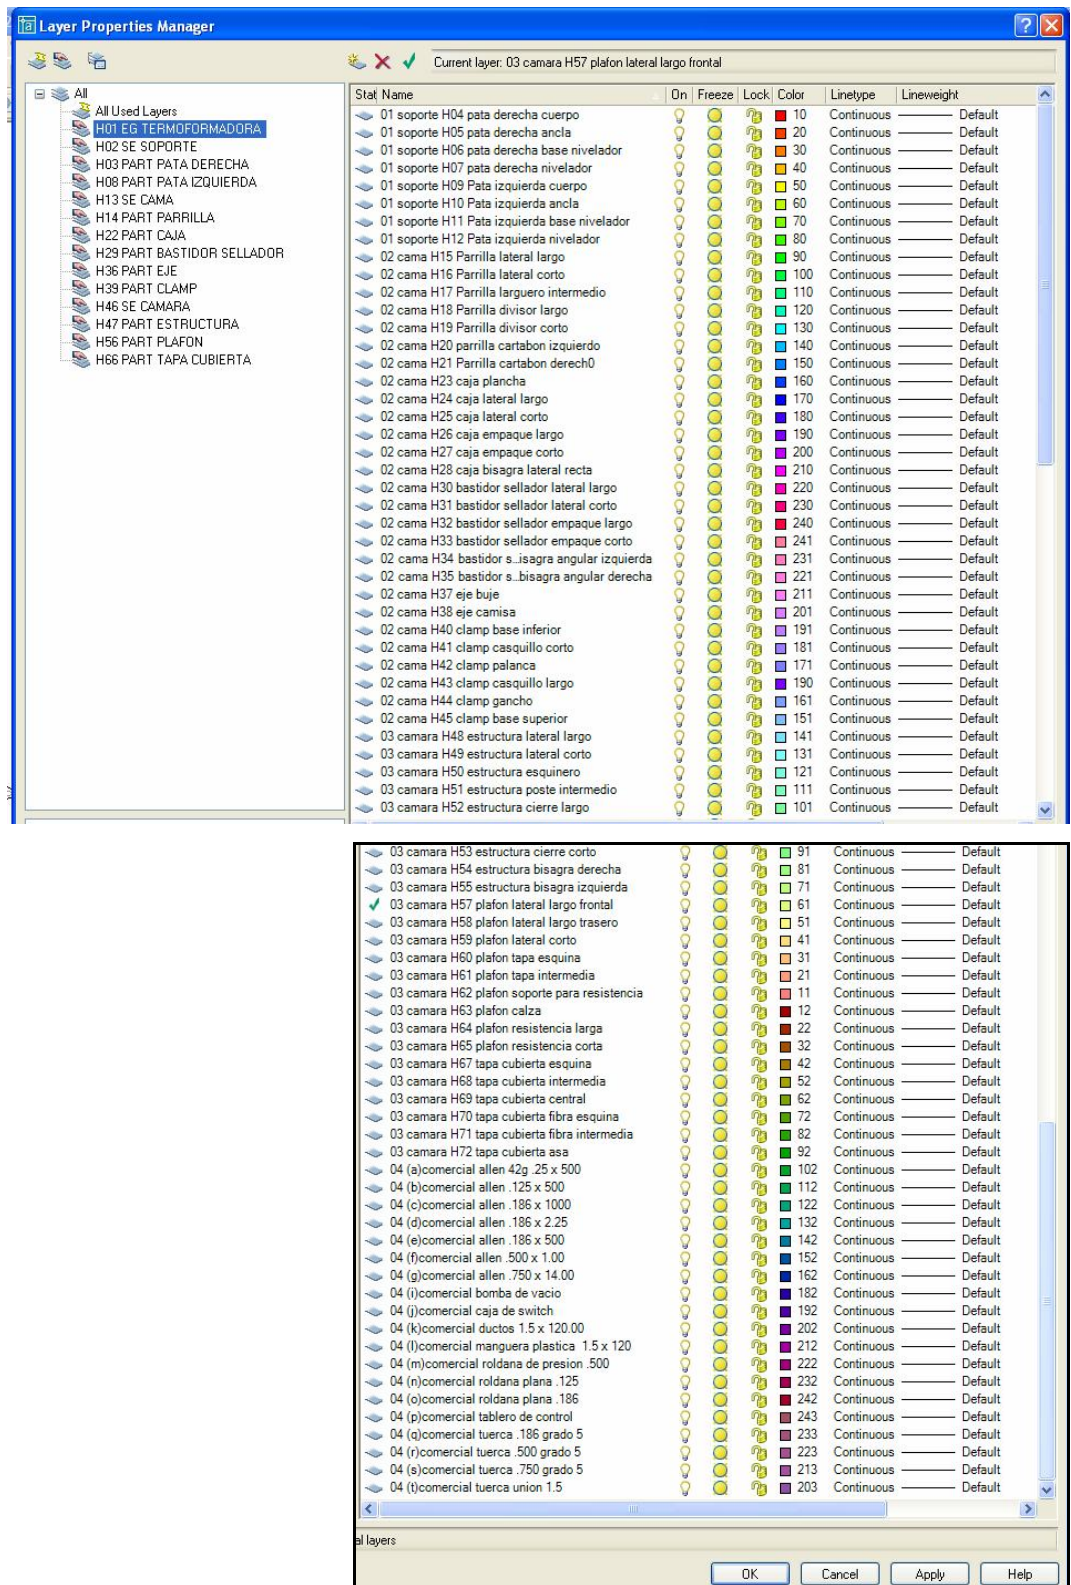 Layer Properties Manager
Current layer: 03 camara H57 plafon lateral largo frontal
All
All Used Layers
H01 EG TERMOFORMADORA
H02 SE SOPORTE
H03 PART PATA DERECHA
H08 PART PATA IZQUIERDA
H13 SE CAMA
H14 PART PARRILLA
H22 PART CAJA
H29 PART BASTIDOR SELLADOR
H36 PART EJE
H39 PART CLAMP
H46 SE CAMARA
H47 PART ESTRUCTURA
H56 PART PLAFON
H66 PART TAPA CUBIERTA
Stat Name On Freeze Lock Color Linetype Lineweight
01 soporte H04 pata derecha cuerpo 10 Continuous Default
01 soporte H05 pata derecha ancla 20 Continuous Default
01 soporte H06 pata derecha base nivelador 30 Continuous Default
01 soporte H07 pata derecha nivelador 40 Continuous Default
01 soporte H09 Pata izquierda cuerpo 50 Continuous Default
01 soporte H10 Pata izquierda ancla 60 Continuous Default
01 soporte H11 Pata izquierda base nivelador 70 Continuous Default
01 soporte H12 Pata izquierda nivelador 80 Continuous Default
02 cama H15 Parrilla lateral largo 90 Continuous Default
02 cama H16 Parrilla lateral corto 100 Continuous Default
02 cama H17 Parrilla larguero intermedio 110 Continuous Default
02 cama H18 Parrilla divisor largo 120 Continuous Default
02 cama H19 Parrilla divisor corto 130 Continuous Default
02 cama H20 parrilla cartabon izquierdo 140 Continuous Default
02 cama H21 Parrilla cartabon derech0 150 Continuous Default
02 cama H23 caja plancha 160 Continuous Default
02 cama H24 caja lateral largo 170 Continuous Default
02 cama H25 caja lateral corto 180 Continuous Default
02 cama H26 caja empaque largo 190 Continuous Default
02 cama H27 caja empaque corto 200 Continuous Default
02 cama H28 caja bisagra lateral recta 210 Continuous Default
02 cama H30 bastidor sellador lateral largo 220 Continuous Default
02 cama H31 bastidor sellador lateral corto 230 Continuous Default
02 cama H32 bastidor sellador empaque largo 240 Continuous Default
02 cama H33 bastidor sellador empaque corto 241 Continuous Default
02 cama H34 bastidor s...isagra angular izquierda 231 Continuous Default
02 cama H35 bastidor s...bisagra angular derecha 221 Continuous Default
02 cama H37 eje buje 211 Continuous Default
02 cama H38 eje camisa 201 Continuous Default
02 cama H40 clamp base inferior 191 Continuous Default
02 cama H41 clamp casquillo corto 181 Continuous Default
02 cama H42 clamp palanca 171 Continuous Default
02 cama H43 clamp casquillo largo 190 Continuous Default
02 cama H44 clamp gancho 161 Continuous Default
02 cama H45 clamp base superior 151 Continuous Default
03 camara H48 estructura lateral largo 141 Continuous Default
03 camara H49 estructura lateral corto 131 Continuous Default
03 camara H50 estructura esquinero 121 Continuous Default
03 camara H51 estructura poste intermedio 111 Continuous Default
03 camara H52 estructura cierre largo 101 Continuous Default
03 camara H53 estructura cierre corto 91 Continuous Default
03 camara H54 estructura bisagra derecha 81 Continuous Default
03 camara H55 estructura bisagra izquierda 71 Continuous Default
03 camara H57 plafon lateral largo frontal 61 Continuous Default
03 camara H58 plafon lateral largo trasero 51 Continuous Default
03 camara H59 plafon lateral corto 41 Continuous Default
03 camara H60 plafon tapa esquina 31 Continuous Default
03 camara H61 plafon tapa intermedia 21 Continuous Default
03 camara H62 plafon soporte para resistencia 11 Continuous Default
03 camara H63 plafon calza 12 Continuous Default
03 camara H64 plafon resistencia larga 22 Continuous Default
03 camara H65 plafon resistencia corta 32 Continuous Default
03 camara H67 tapa cubierta esquina 42 Continuous Default
03 camara H68 tapa cubierta intermedia 52 Continuous Default
03 camara H69 tapa cubierta central 62 Continuous Default
03 camara H70 tapa cubierta fibra esquina 72 Continuous Default
03 camara H71 tapa cubierta fibra intermedia 82 Continuous Default
03 camara H72 tapa cubierta asa 92 Continuous Default
04 (a)comercial allen 42g .25 x 500 102 Continuous Default
04 (b)comercial allen .125 x 500 112 Continuous Default
04 (c)comercial allen .186 x 1000 122 Continuous Default
04 (d)comercial allen .186 x 2.25 132 Continuous Default
04 (e)comercial allen .186 x 500 142 Continuous Default
04 (f)comercial allen .500 x 1.00 152 Continuous Default
04 (g)comercial allen .750 x 14.00 162 Continuous Default
04 (i)comercial bomba de vacio 182 Continuous Default
04 (j)comercial caja de switch 192 Continuous Default
04 (k)comercial ductos 1.5 x 120.00 202 Continuous Default
04 (l)comercial manguera plastica 1.5 x 120 212 Continuous Default
04 (m)comercial roldana de presion .500 222 Continuous Default
04 (n)comercial roldana plana .125 232 Continuous Default
04 (o)comercial roldana plana .186 242 Continuous Default
04 (p)comercial tablero de control 243 Continuous Default
04 (q)comercial tuerca .186 grado 5 233 Continuous Default
04 (r)comercial tuerca .500 grado 5 223 Continuous Default
04 (s)comercial tuerca .750 grado 5 213 Continuous Default
04 (t)comercial tuerca union 1.5 203 Continuous Default
al layers
OK Cancel Apply Help